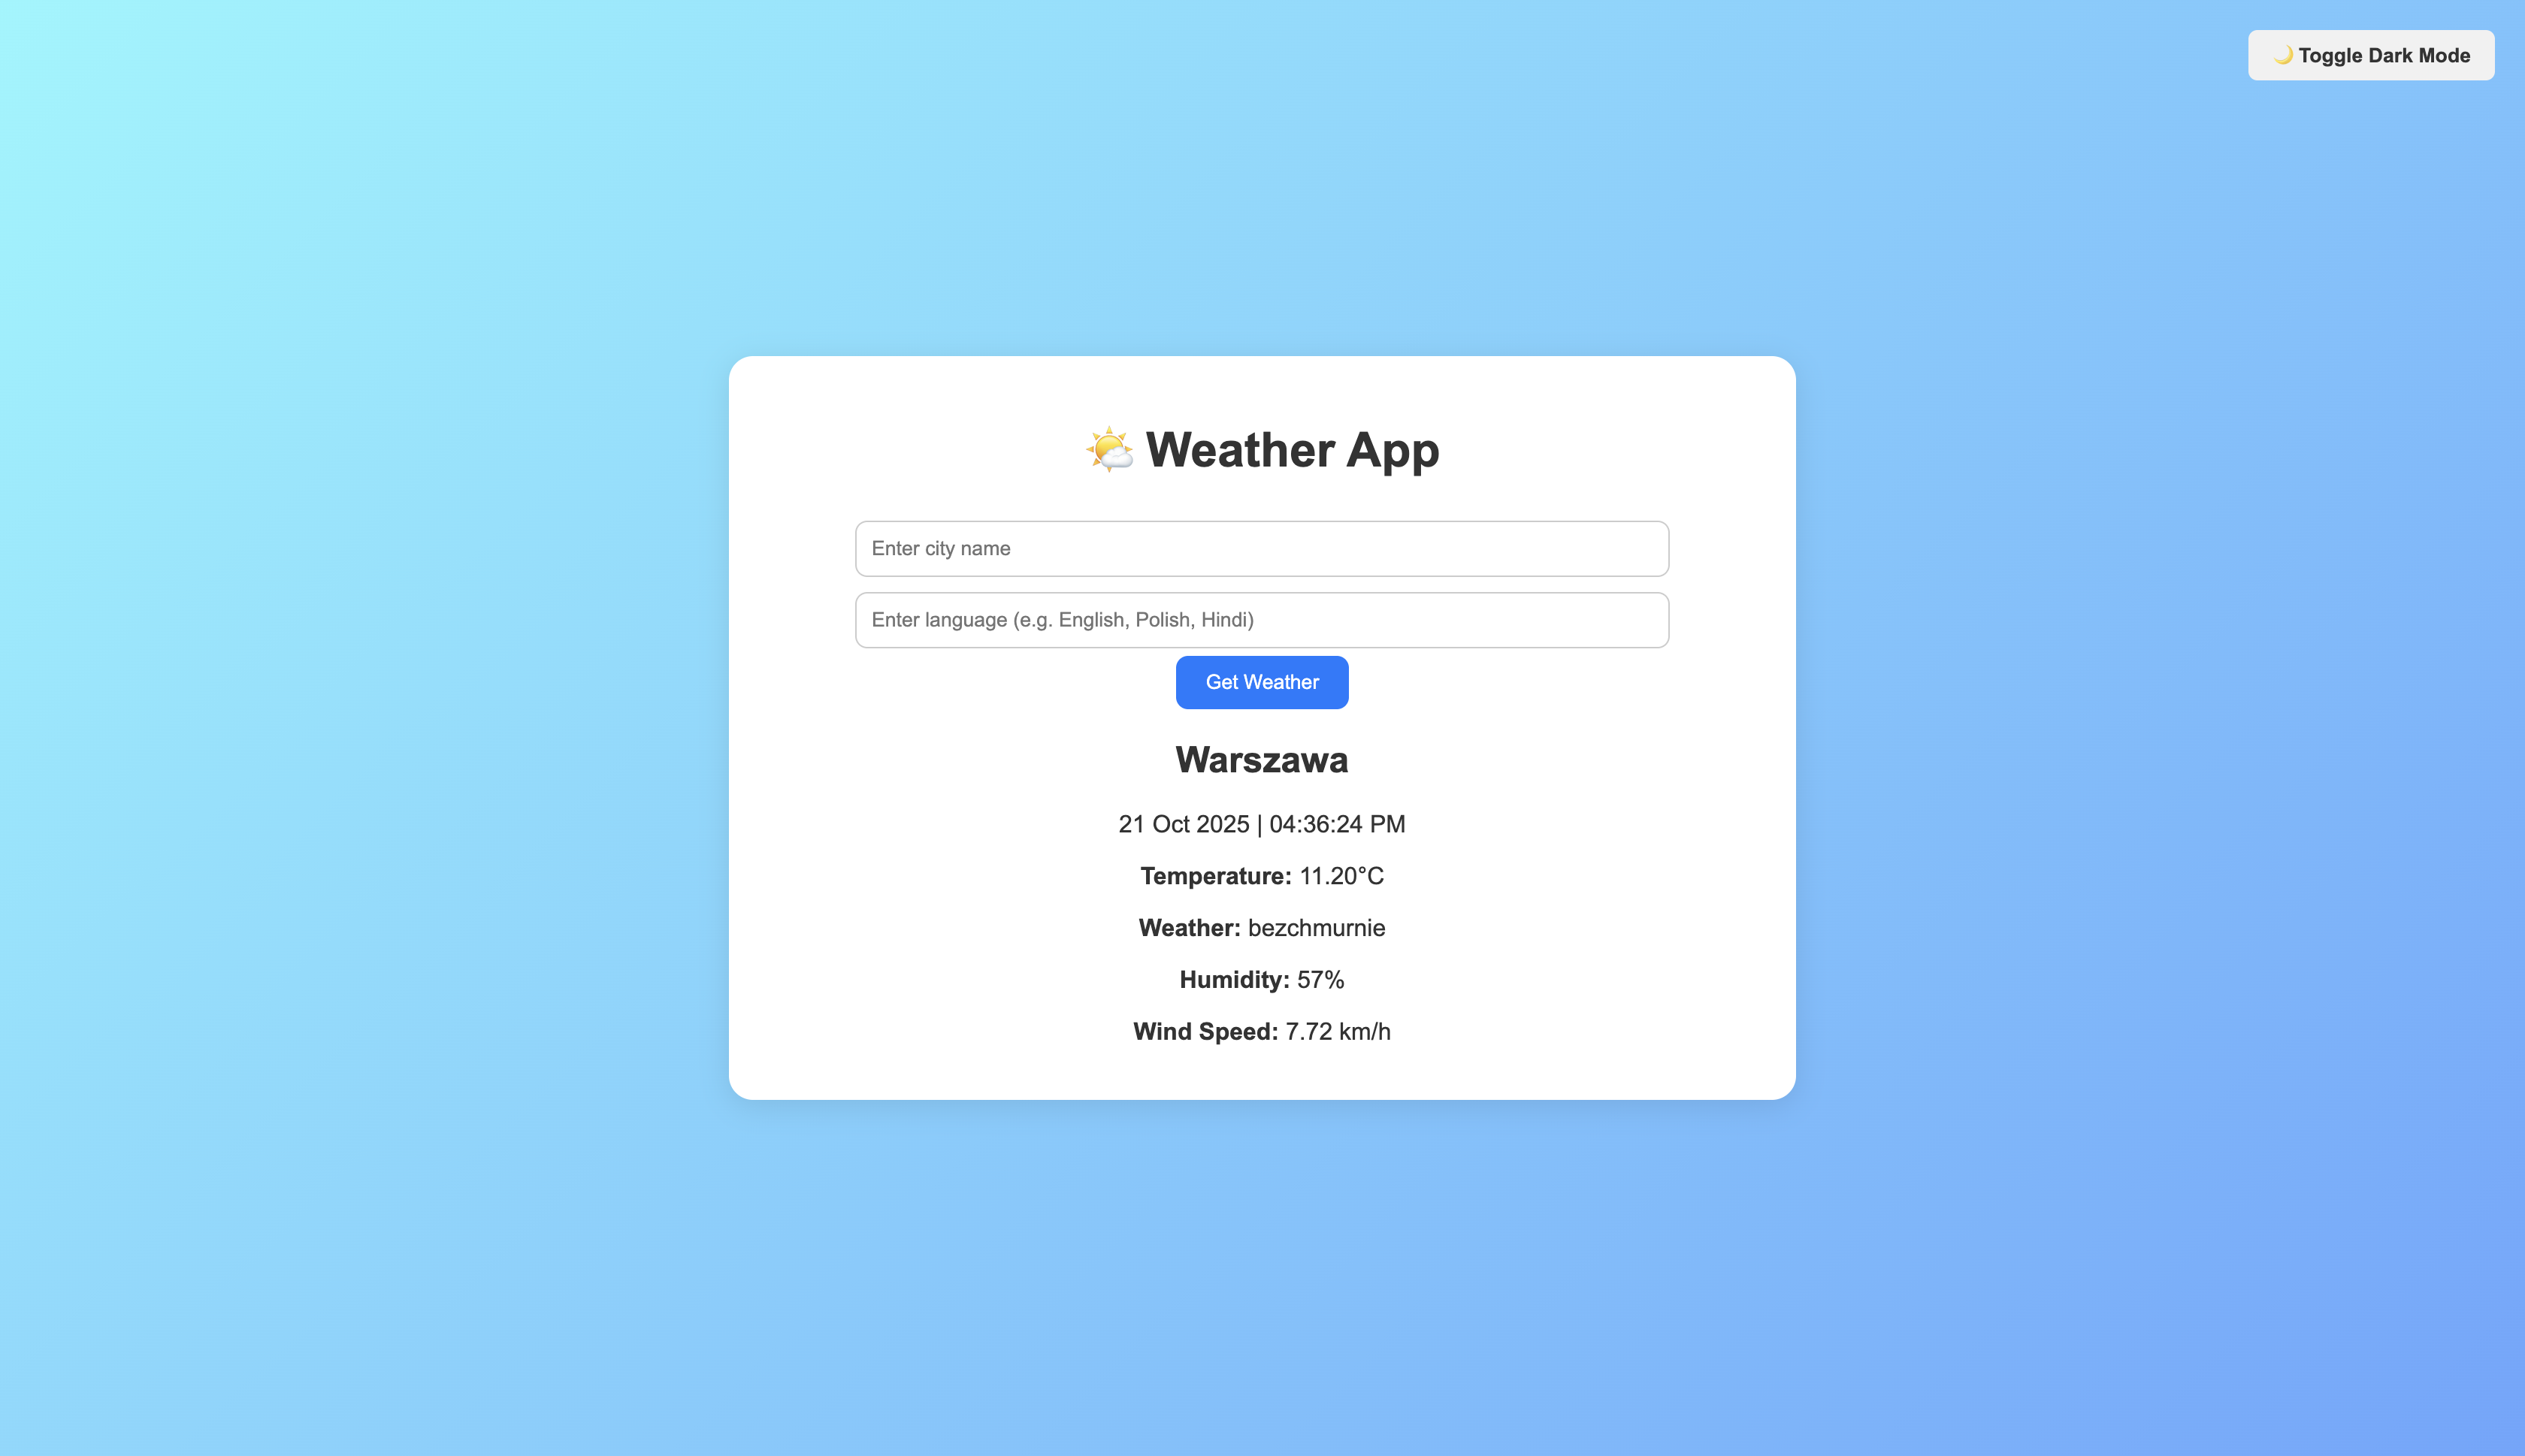 🌙 Toggle Dark Mode
🌤️ Weather App
Enter city name
Enter language (e.g. English, Polish, Hindi)
Get Weather
Warszawa
21 Oct 2025 | 04:36:24 PM
Temperature: 11.20°C
Weather: bezchmurnie
Humidity: 57%
Wind Speed: 7.72 km/h